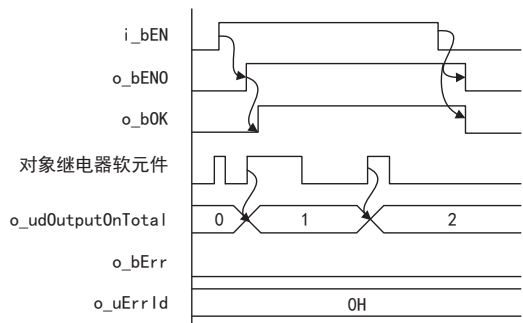 i_bEN
o_bENO
o_bOK
对象继电器软元件
o_udOutputOnTotal 0 1 2
o_bErr
o_uErrId 0H